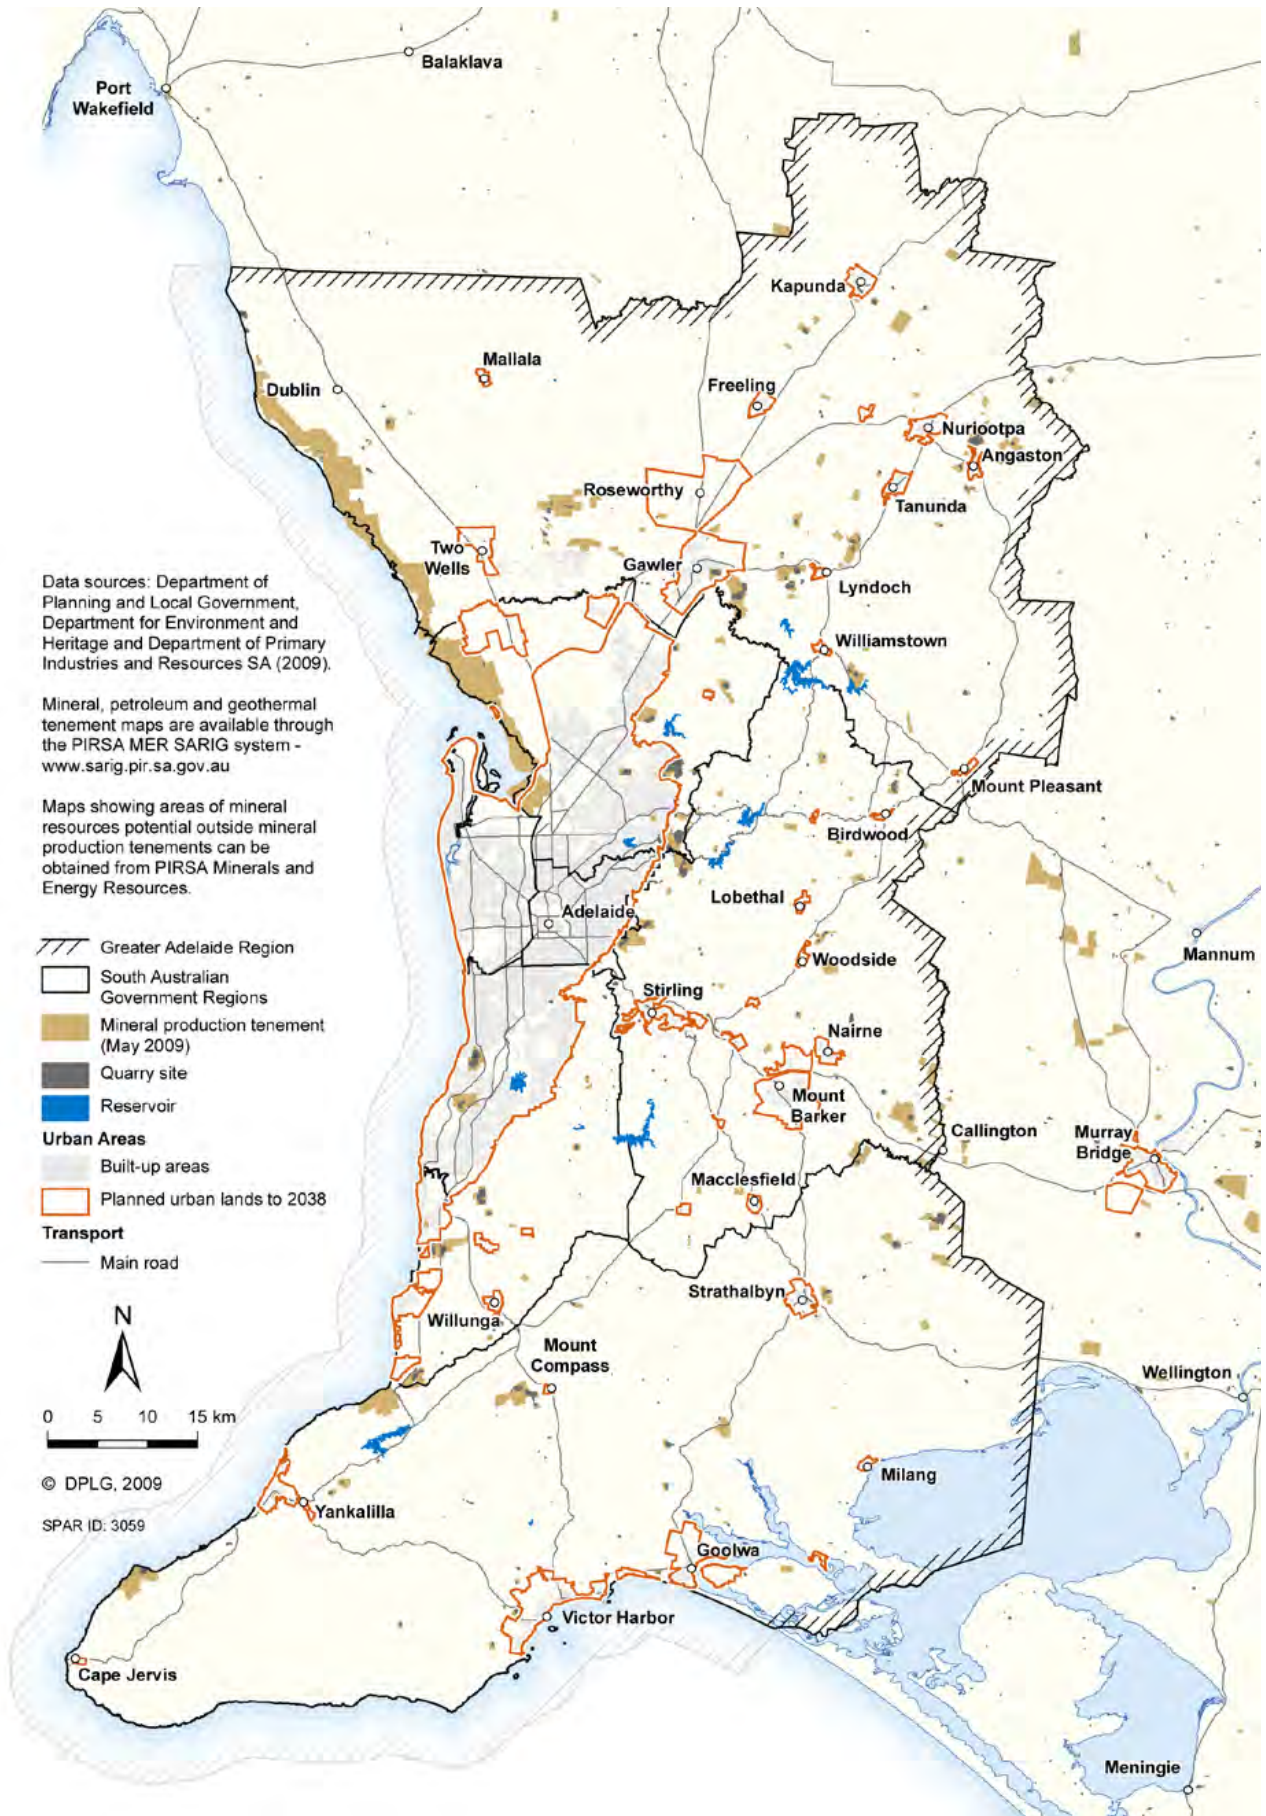 Balaklava
Port
Wakefield
Kapunda
Mallala
Dublin
Freeling
Nuriootpa
Angaston
Roseworthy
Tanunda
Two
Wells
Gawler
Lyndoch
Williamstown
Data sources: Department of
Planning and Local Government,
Department for Environment and
Heritage and Department of Primary
Industries and Resources SA (2009).
Mineral, petroleum and geothermal
tenement maps are available through
the PIRSA MER SARIG system -
www.sarig.pir.sa.gov.au
Maps showing areas of mineral
resources potential outside mineral
production tenements can be
obtained from PIRSA Minerals and
Energy Resources.
Mount Pleasant
Birdwood
Lobethal
Adelaide
Mannum
Woodside
Stirling
Nairne
Mount
Barker
Callington
Murray
Bridge
Macclesfield
Strathalbyn
Willunga
Mount
Compass
Wellington
Milang
Yankalilla
Goolwa
Victor Harbor
Cape Jervis
Meningie
Greater Adelaide Region
South Australian
Government Regions
Mineral production tenement
(May 2009)
Quarry site
Reservoir
Urban Areas
Built-up areas
Planned urban lands to 2038
Transport
Main road
N
0 5 10 15 km
© DPLG, 2009
SPAR ID: 3059